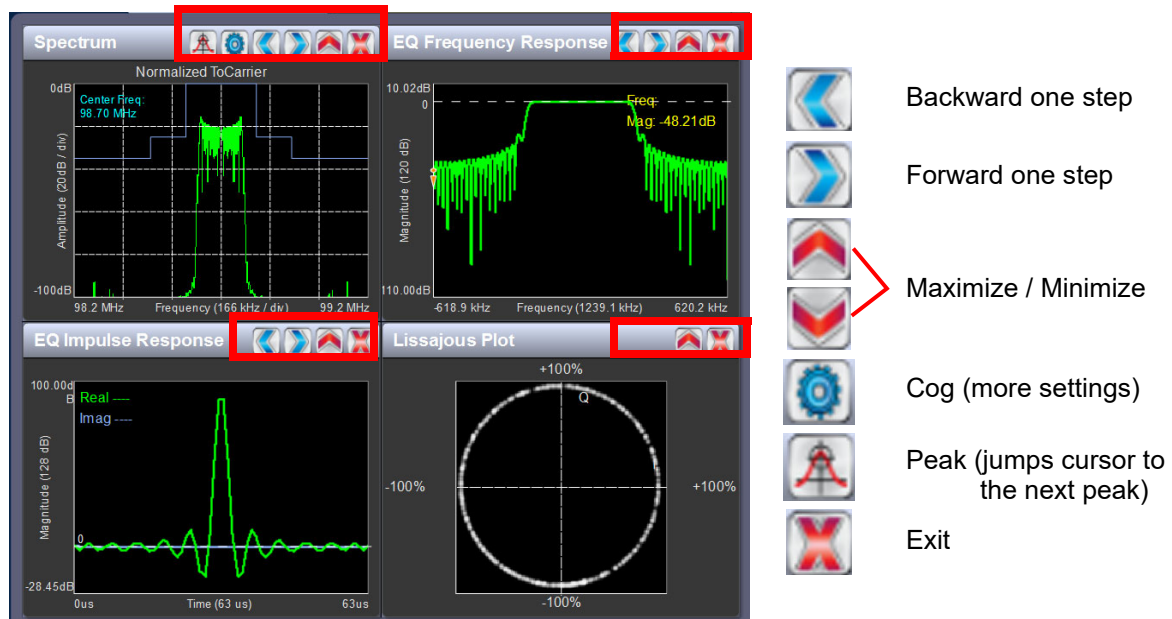 Spectrum
Normalized ToCarrier
0dB
Center Freq:
98.70 MHz
Amplitude (20dB / div)
-100dB
98.2 MHz
Frequency (166 kHz / div)
99.2 MHz
EQ Frequency Response
10.02dB
0
Freq:
Mag: -48.21dB
Magnitude (120 dB)
110.00dB
-618.9 kHz
Frequency (1239.1 kHz)
620.2 kHz
EQ Impulse Response
100.00d
B
Real ----
Imag ----
Magnitude (128 dB)
0
-28.45dB
0us
Time (63 us)
63us
Lissajous Plot
+100%
Q
-100%
+100%
-100%
Backward one step
Forward one step
Maximize / Minimize
Cog (more settings)
Peak (jumps cursor to
the next peak)
Exit